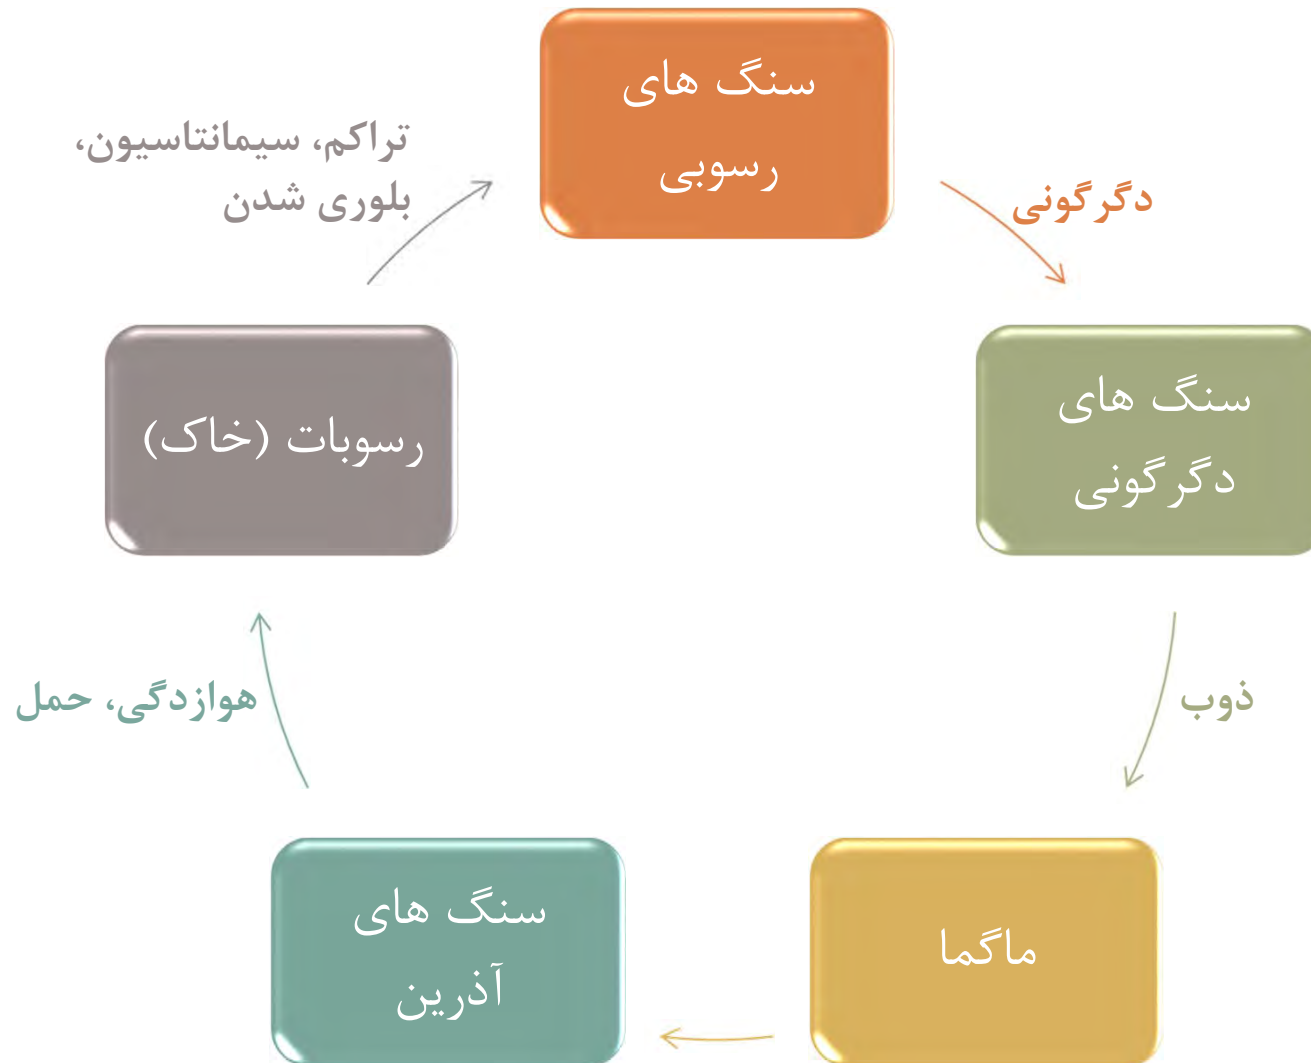 سنگ های
رسوبی
دگرگونی
سنگ های
دگرگونی
ذوب
ماگما
سنگ های
آذرین
هوازدگی، حمل
رسوبات (خاک)
تراکم، سیمانتاسیون،
بلوری شدن